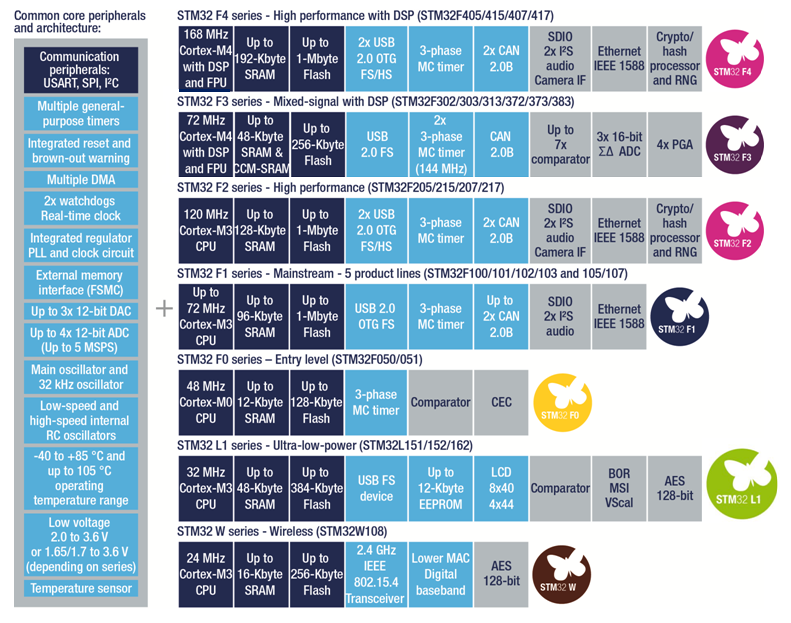 Common core peripherals
and architecture:
Communication
peripherals:
USART, SPI, I²C
Multiple general-
purpose timers
Integrated reset and
brown-out warning
Multiple DMA
2x watchdogs
Real-time clock
Integrated regulator
PLL and clock circuit
External memory
interface (FSMC)
Up to 3x 12-bit DAC
Up to 4x 12-bit ADC
(Up to 5 MSPS)
Main oscillator and
32 kHz oscillator
Low-speed and
high-speed internal
RC oscillators
-40 to +85 °C and
up to 105 °C
operating
temperature range
Low voltage
2.0 to 3.6 V
or 1.65/1.7 to 3.6 V
(depending on series)
Temperature sensor
+
STM32 F4 series - High performance with DSP (STM32F405/415/407/417)
168 MHz
Cortex-M4
with DSP
and FPU
Up to
192-Kbyte
SRAM
Up to
1-Mbyte
Flash
2x USB
2.0 OTG
FS/HS
3-phase
MC timer
2x CAN
2.0B
SDIO
2x I²S
audio
Camera IF
Ethernet
IEEE 1588
Crypto/
hash
processor
and RNG
STM32 F4
STM32 F3 series - Mixed-signal with DSP (STM32F302/303/313/372/373/383)
72 MHz
Cortex-M4
with DSP
and FPU
Up to
48-Kbyte
SRAM &
CCM-SRAM
Up to
256-Kbyte
Flash
USB
2.0 FS
2x
3-phase
MC timer
(144 MHz)
CAN
2.0B
Up to
7x
comparator
3x 16-bit
ΣΔ ADC
4x PGA
STM32 F3
STM32 F2 series - High performance (STM32F205/215/207/217)
120 MHz
Cortex-M3
CPU
Up to
128-Kbyte
SRAM
Up to
1-Mbyte
Flash
2x USB
2.0 OTG
FS/HS
3-phase
MC timer
2x CAN
2.0B
SDIO
2x I²S
audio
Camera IF
Ethernet
IEEE 1588
Crypto/
hash
processor
and RNG
STM32 F2
STM32 F1 series - Mainstream - 5 product lines (STM32F100/101/102/103 and 105/107)
Up to
72 MHz
Cortex-M3
CPU
Up to
96-Kbyte
SRAM
Up to
1-Mbyte
Flash
USB 2.0
OTG FS
3-phase
MC timer
Up to
2x CAN
2.0B
SDIO
2x I²S
audio
Ethernet
IEEE 1588
STM32 F1
STM32 F0 series – Entry level (STM32F050/051)
48 MHz
Cortex-M0
CPU
Up to
12-Kbyte
SRAM
Up to
128-Kbyte
Flash
3-phase
MC timer
Comparator
CEC
STM32 F0
STM32 L1 series - Ultra-low-power (STM32L151/152/162)
32 MHz
Cortex-M3
CPU
Up to
48-Kbyte
SRAM
Up to
384-Kbyte
Flash
USB FS
device
Up to
12-Kbyte
EEPROM
LCD
8x40
4x44
Comparator
BOR
MSI
VScal
AES
128-bit
STM32 L1
STM32 W series - Wireless (STM32W108)
24 MHz
Cortex-M3
CPU
Up to
16-Kbyte
SRAM
Up to
256-Kbyte
Flash
2.4 GHz
IEEE
802.15.4
Transceiver
Lower MAC
Digital
baseband
AES
128-bit
STM32 W